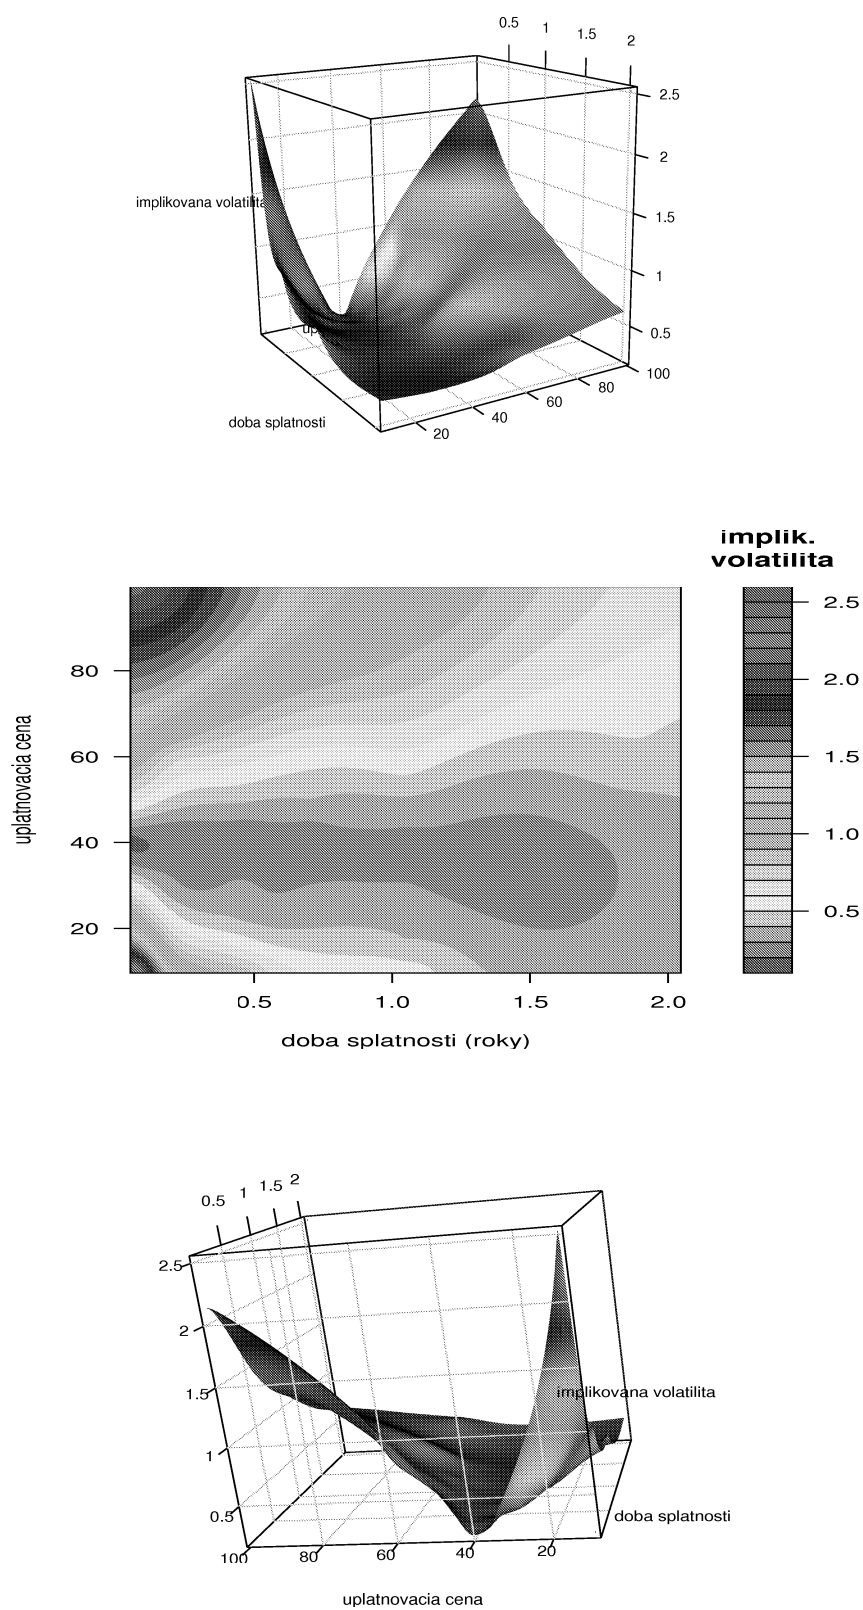 0.5 1 1.5 2
2.5
2
implikovana volatilita
1.5
1
up
0.5
100
80
60
doba splatnosti
40
20
implik.
volatilita
2.5
80
2.0
60
1.5
uplatnovacia cena
40
1.0
20
0.5
0.5 1.0 1.5 2.0
doba splatnosti (roky)
0.5 1 1.5 2
2.5
2
1.5
implikovana volatilita
1
0.5
doba splatnosti
100 80 60 40 20
uplatnovacia cena